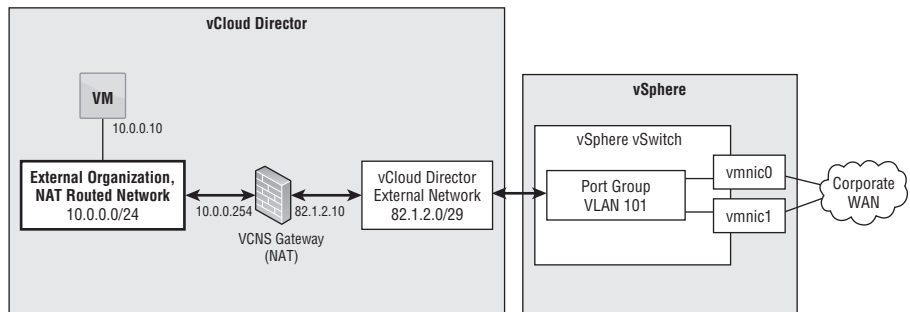 vCloud Director
VM
10.0.0.10
External Organization,
NAT Routed Network
10.0.0.0/24
10.0.0.254
82.1.2.10
VCNS Gateway
(NAT)
vCloud Director
External Network
82.1.2.0/29
vSphere
vSphere vSwitch
Port Group
VLAN 101
vmnic0
vmnic1
Corporate
WAN